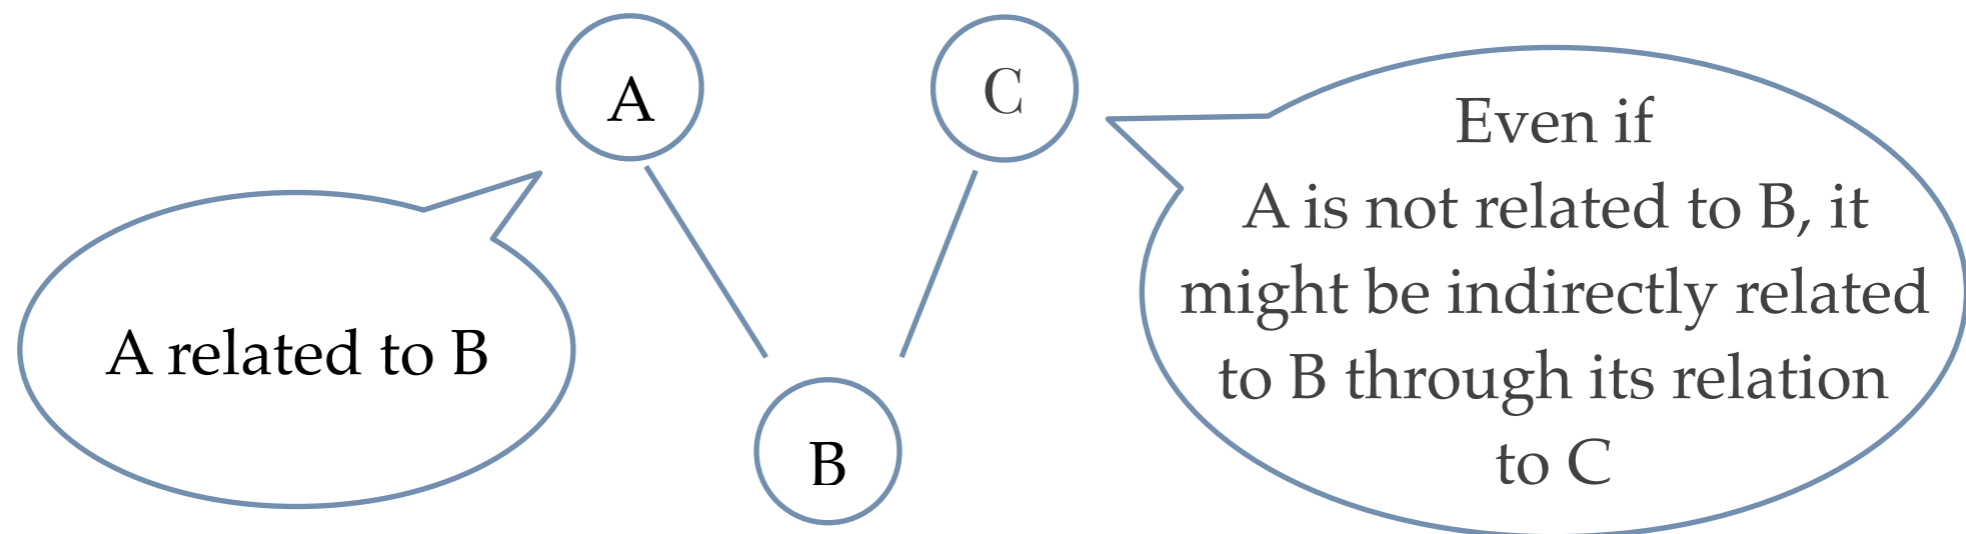 A
C
B
A related to B
Even if
A is not related to B, it
might be indirectly related
to B through its relation
to C